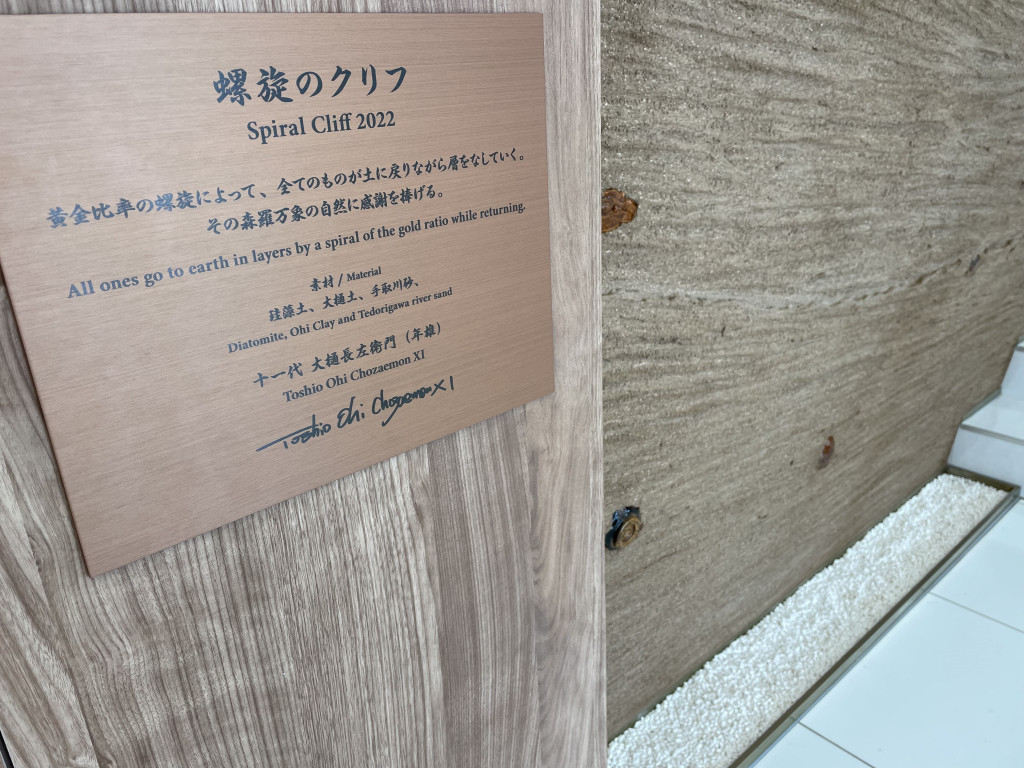 螺旋のクリフ
Spiral Cliff 2022
黄金比率の螺旋によって、全てのものが土に戻りながら層をなしていく。
その森羅万象の自然に感謝を捧げる。
All ones go to earth in layers by a spiral of the gold ratio while returning.
素材 / Material
珪藻土、大樋土、手取川砂、
Diatomite, Ohi Clay and Tedorigawa river sand
十一代 大樋長左衛門（年雄）
Toshio Ohi Chozaemon XI
Toshio Ohi Chozaemon XI